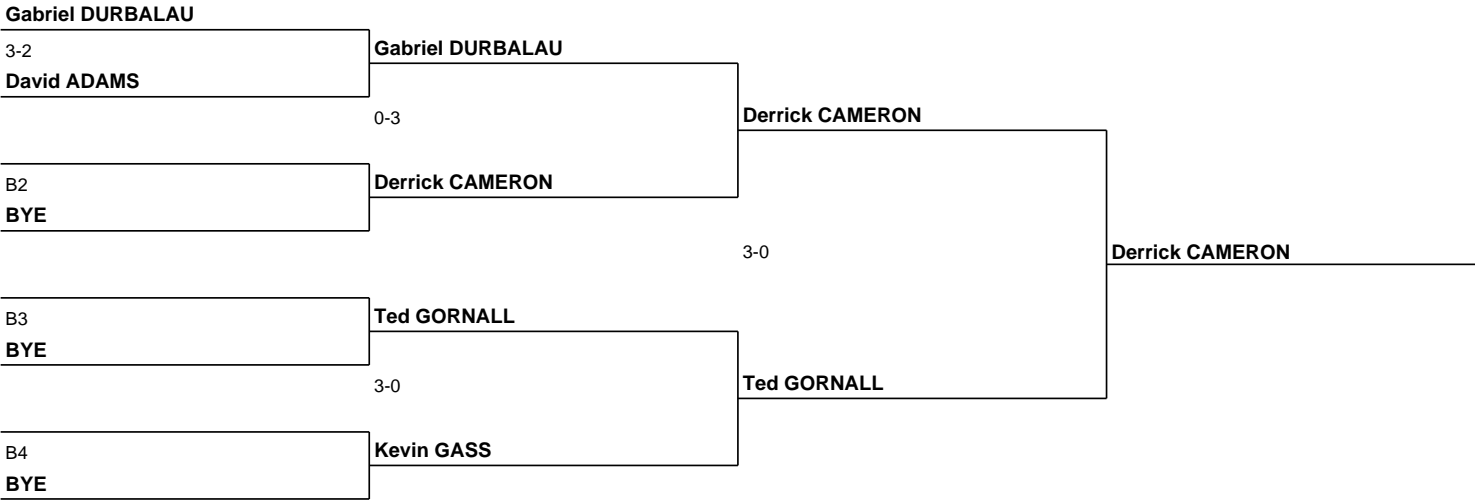 Gabriel DURBALAU
3-2
Gabriel DURBALAU
David ADAMS
0-3
Derrick CAMERON
B2
Derrick CAMERON
BYE
3-0
Derrick CAMERON
B3
Ted GORNALL
BYE
3-0
Ted GORNALL
B4
Kevin GASS
BYE